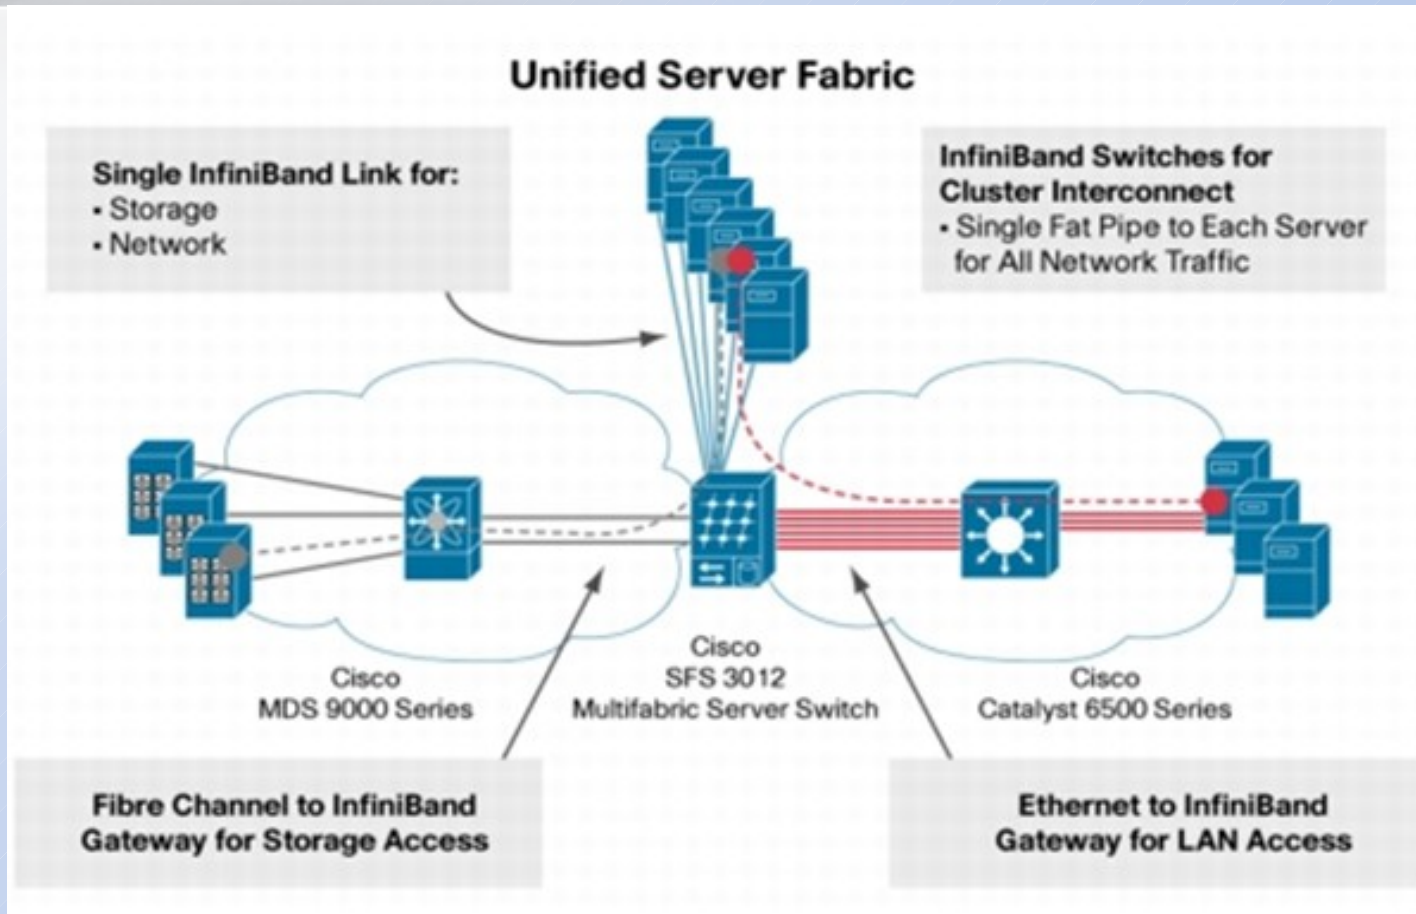 Unified Server Fabric
Single InfiniBand Link for:
▪ Storage
▪ Network
InfiniBand Switches for
Cluster Interconnect
▪ Single Fat Pipe to Each Server
for All Network Traffic
Cisco
MDS 9000 Series
Cisco
SFS 3012
Multifabric Server Switch
Cisco
Catalyst 6500 Series
Fibre Channel to InfiniBand
Gateway for Storage Access
Ethernet to InfiniBand
Gateway for LAN Access